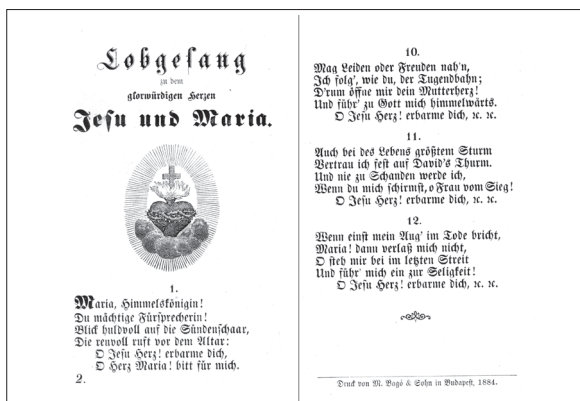 Lobgesang
zu dem
glorwürdigen Herzen
Jesu und Maria.
1.
Maria, Himmelskönigin!
Du mächtige Fürsprecherin!
Blick huldvoll auf die Sündenschaar,
Die reuvoll ruft vor dem Altar:
O Jesu Herz! erbarme dich,
O Herz Maria! bitt für mich.
2.
10.
Mag Leiden oder Freuden nah'n,
Ich folg', wie du, der Tugendbahn;
D'rum öffne mir dein Mutterherz!
Und führ' zu Gott mich himmelwärts.
O Jesu Herz! erbarme dich, ꝛc. ꝛc.
11.
Auch bei des Lebens größtem Sturm
Vertrau ich fest auf David's Thurm.
Und nie zu Schanden werde ich,
Wenn du mich schirmst, o Frau vom Sieg!
O Jesu Herz! erbarme dich, ꝛc. ꝛc.
12.
Wenn einst mein Aug' im Tode bricht,
Maria! dann verlaß mich nicht,
O steh mir bei im letzten Streit
Und führ' mich ein zur Seligkeit!
O Jesu Herz! erbarme dich, ꝛc. ꝛc.
Druck von M. Bagó & Sohn in Budapest, 1884.